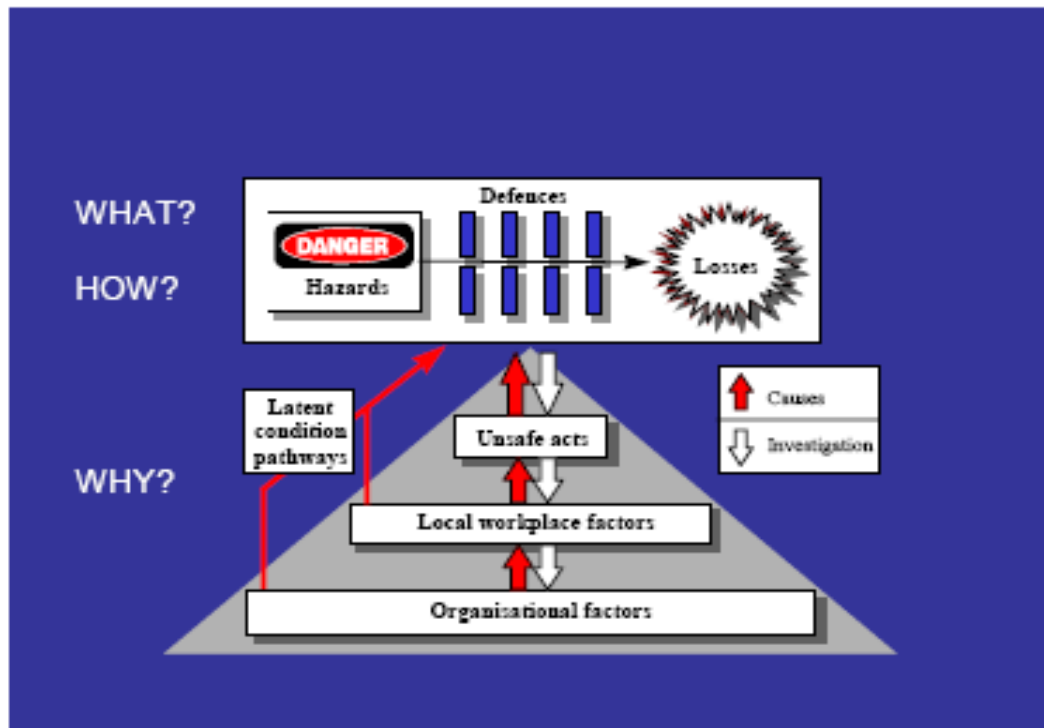 WHAT?
HOW?
WHY?
Defences
DANGER
Hazards
Losses
Latent
condition
pathways
Causes
Investigation
Unsafe acts
Local workplace factors
Organisational factors